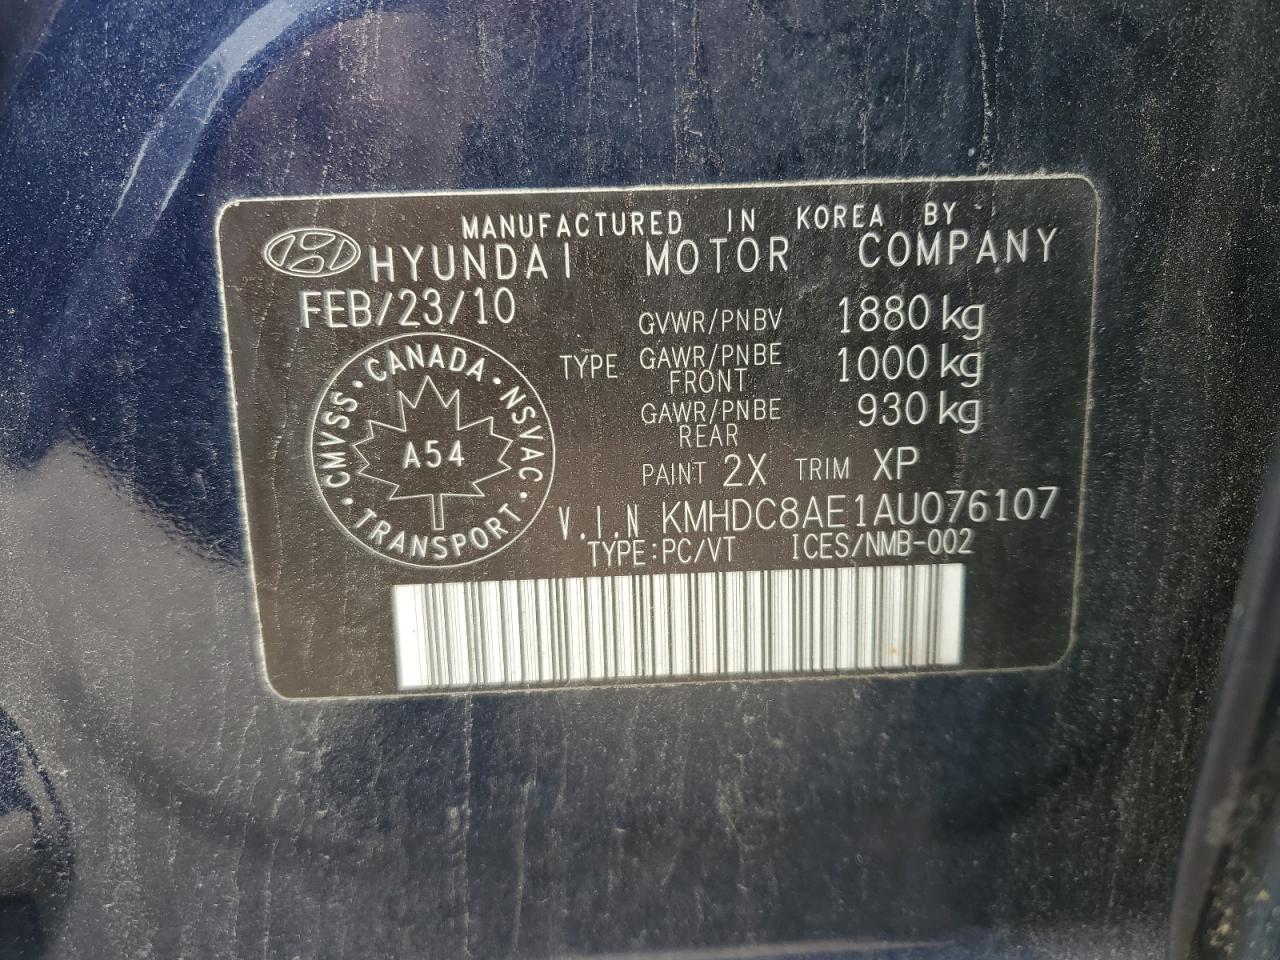 MANUFACTURED IN KOREA BY
HYUNDAI MOTOR COMPANY
FEB/23/10
GVWR/PNBV 1880 kg
TYPE GAWR/PNBE FRONT 1000 kg
GAWR/PNBE REAR 930 kg
PAINT 2X TRIM XP
V.I.N KMHDC8AE1AU076107
TYPE:PC/VT ICES/NMB-002
CMVSS · CANADA · NSVAC · TRANSPORT ·
A54